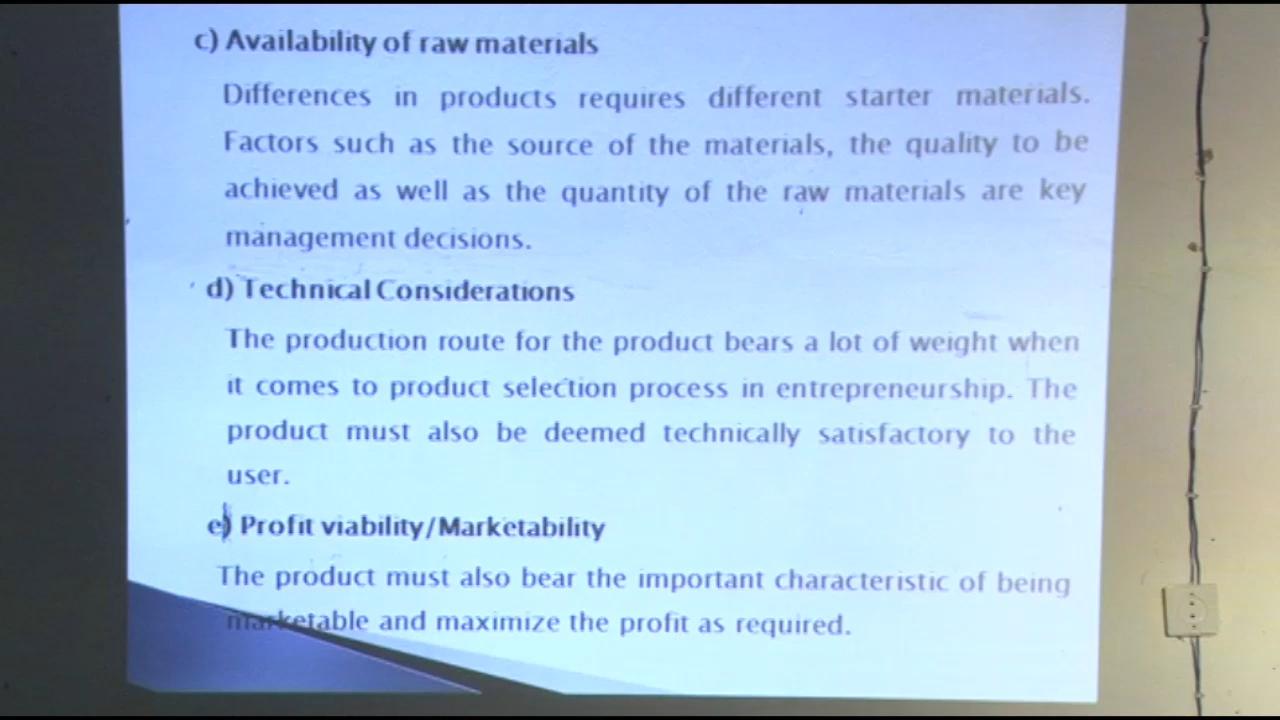 c) Availability of raw materials
Differences in products requires different starter materials.
Factors such as the source of the materials, the quality to be
achieved as well as the quantity of the raw materials are key
management decisions.
d) Technical Considerations
The production route for the product bears a lot of weight when
it comes to product selection process in entrepreneurship. The
product must also be deemed technically satisfactory to the
user.
e) Profit viability/Marketability
The product must also bear the important characteristic of being
marketable and maximize the profit as required.